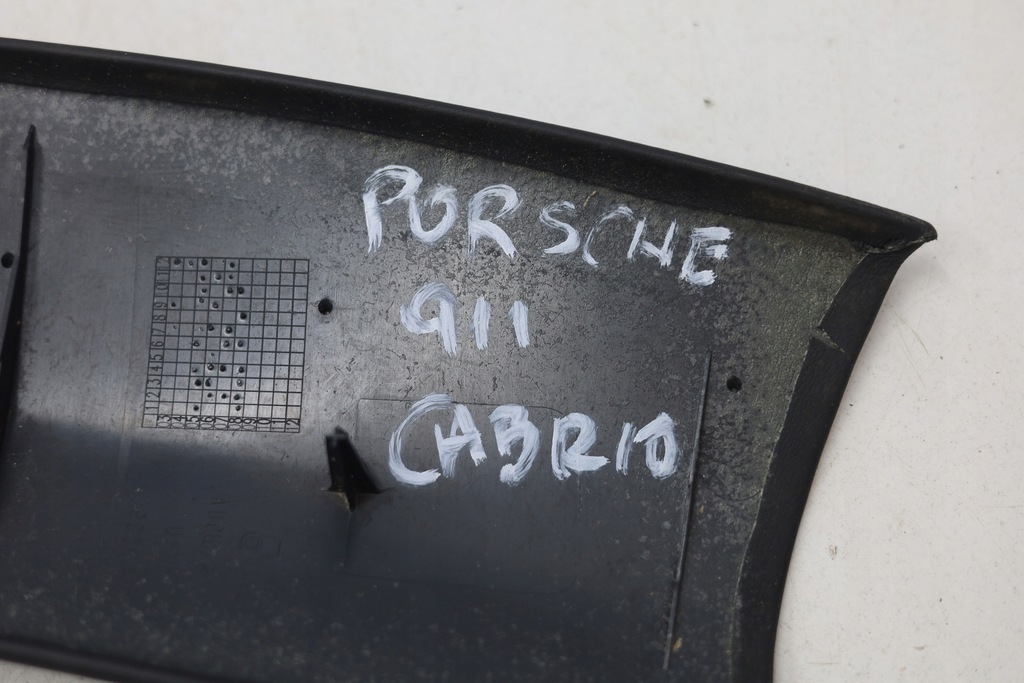 PORSCHE
911
CABRIO